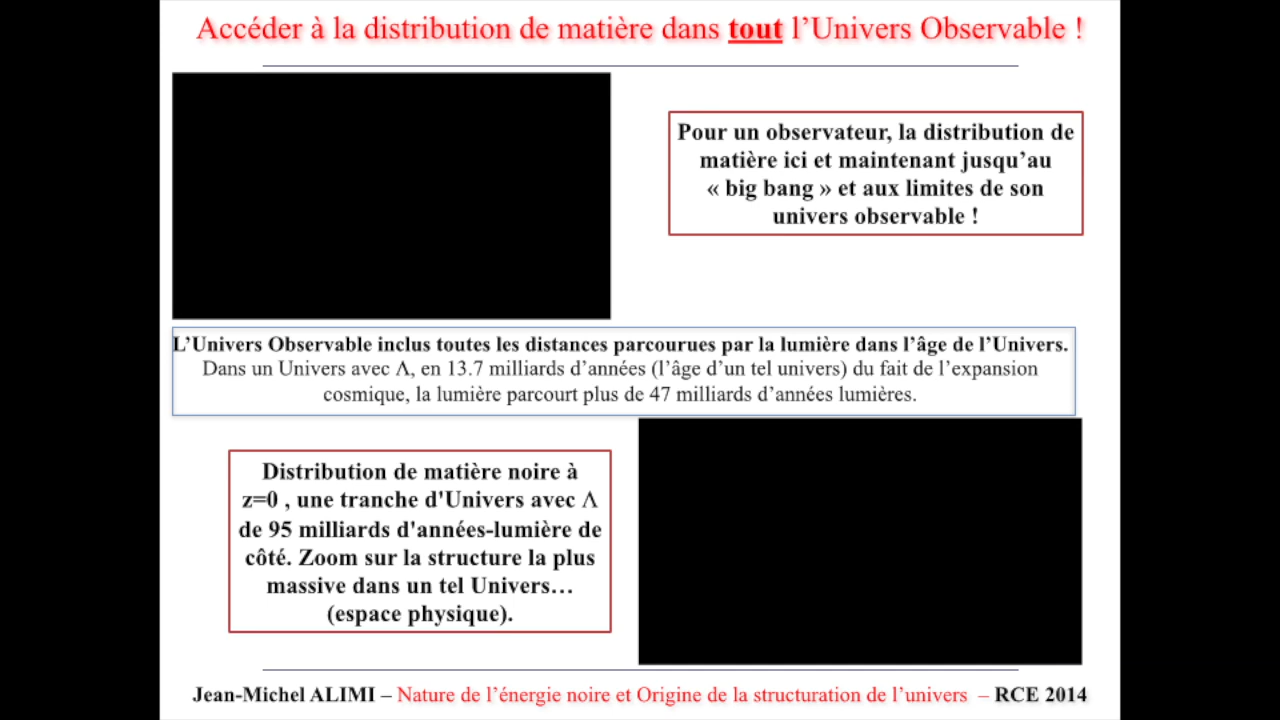 Accéder à la distribution de matière dans tout l'Univers Observable !
Pour un observateur, la distribution de
matière ici et maintenant jusqu'au
« big bang » et aux limites de son
univers observable !
L'Univers Observable inclus toutes les distances parcourues par la lumière dans l'âge de l'Univers.
Dans un Univers avec Λ, en 13.7 milliards d'années (l'âge d'un tel univers) du fait de l'expansion
cosmique, la lumière parcourt plus de 47 milliards d'années lumières.
Distribution de matière noire à
z=0 , une tranche d'Univers avec Λ
de 95 milliards d'années-lumière de
côté. Zoom sur la structure la plus
massive dans un tel Univers…
(espace physique).
Jean-Michel ALIMI – Nature de l'énergie noire et Origine de la structuration de l'univers – RCE 2014